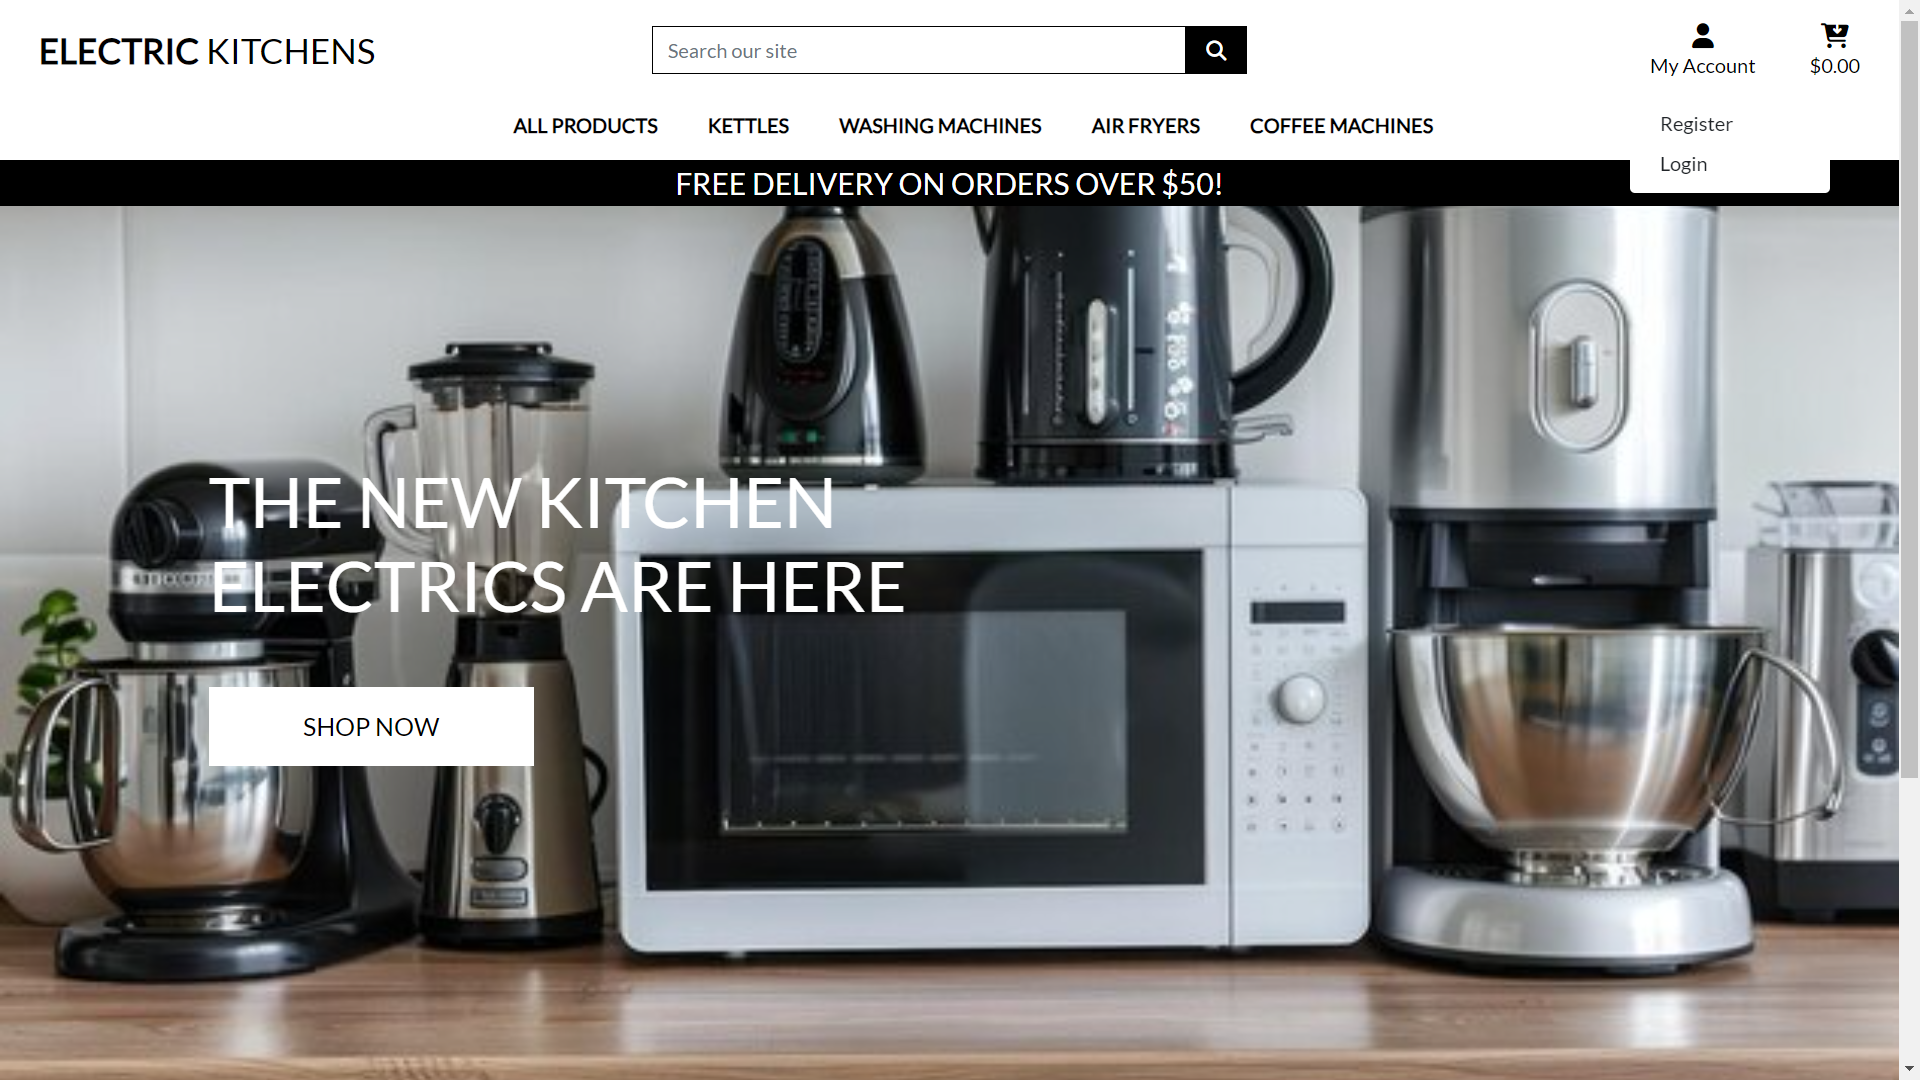 ELECTRIC KITCHENS
Search our site
My Account
$0.00
ALL PRODUCTS
KETTLES
WASHING MACHINES
AIR FRYERS
COFFEE MACHINES
Register
Login
FREE DELIVERY ON ORDERS OVER $50!
THE NEW KITCHEN
ELECTRICS ARE HERE
SHOP NOW